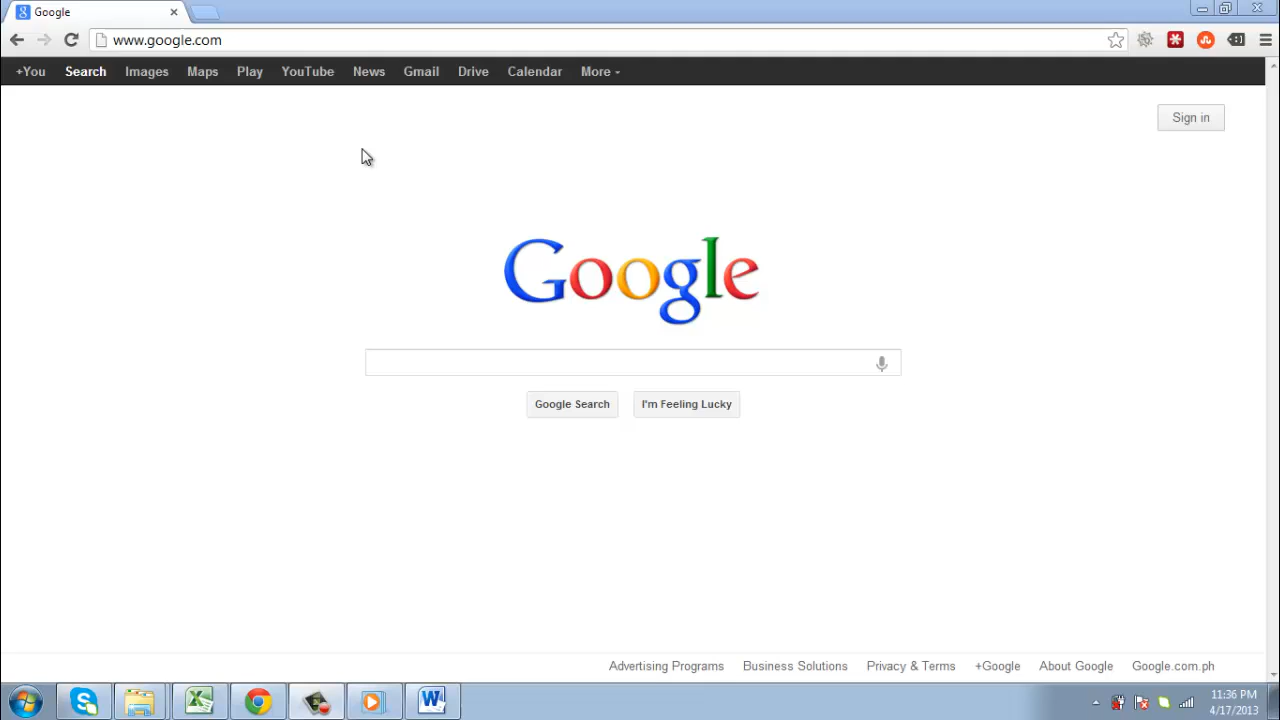 Google
www.google.com
+You Search Images Maps Play YouTube News Gmail Drive Calendar More
Sign in
Google
Google Search I'm Feeling Lucky
Advertising Programs Business Solutions Privacy & Terms +Google About Google Google.com.ph
11:36 PM
4/17/2013